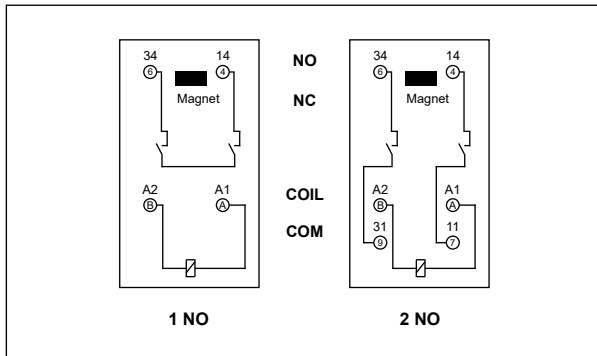 34 14 NO 34 14
6 4 6 4
Magnet NC Magnet
A2 A1 COIL A2 A1
B A B A
COM 31 11
9 7
1 NO 2 NO